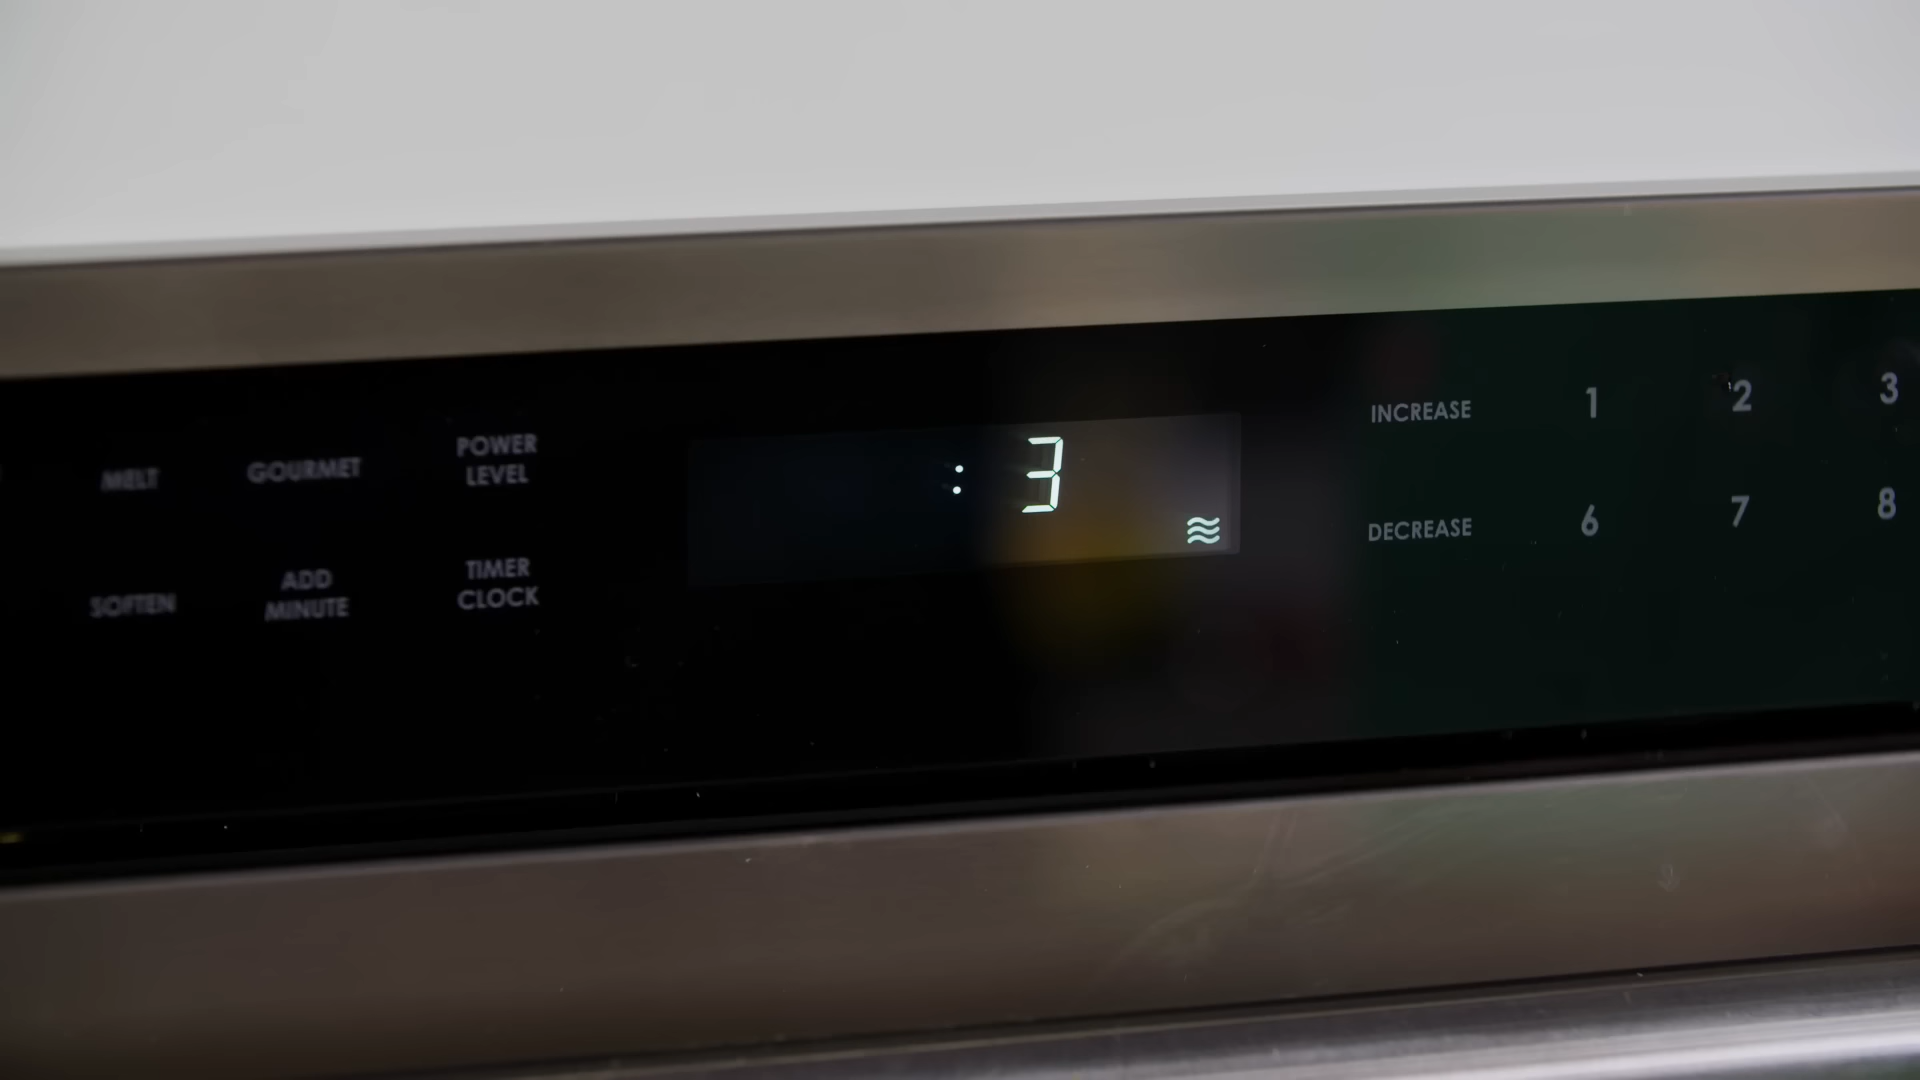 MELT
GOURMET
POWER
LEVEL
SOFTEN
ADD
MINUTE
TIMER
CLOCK
: 3
INCREASE
1 2 3
DECREASE
6 7 8